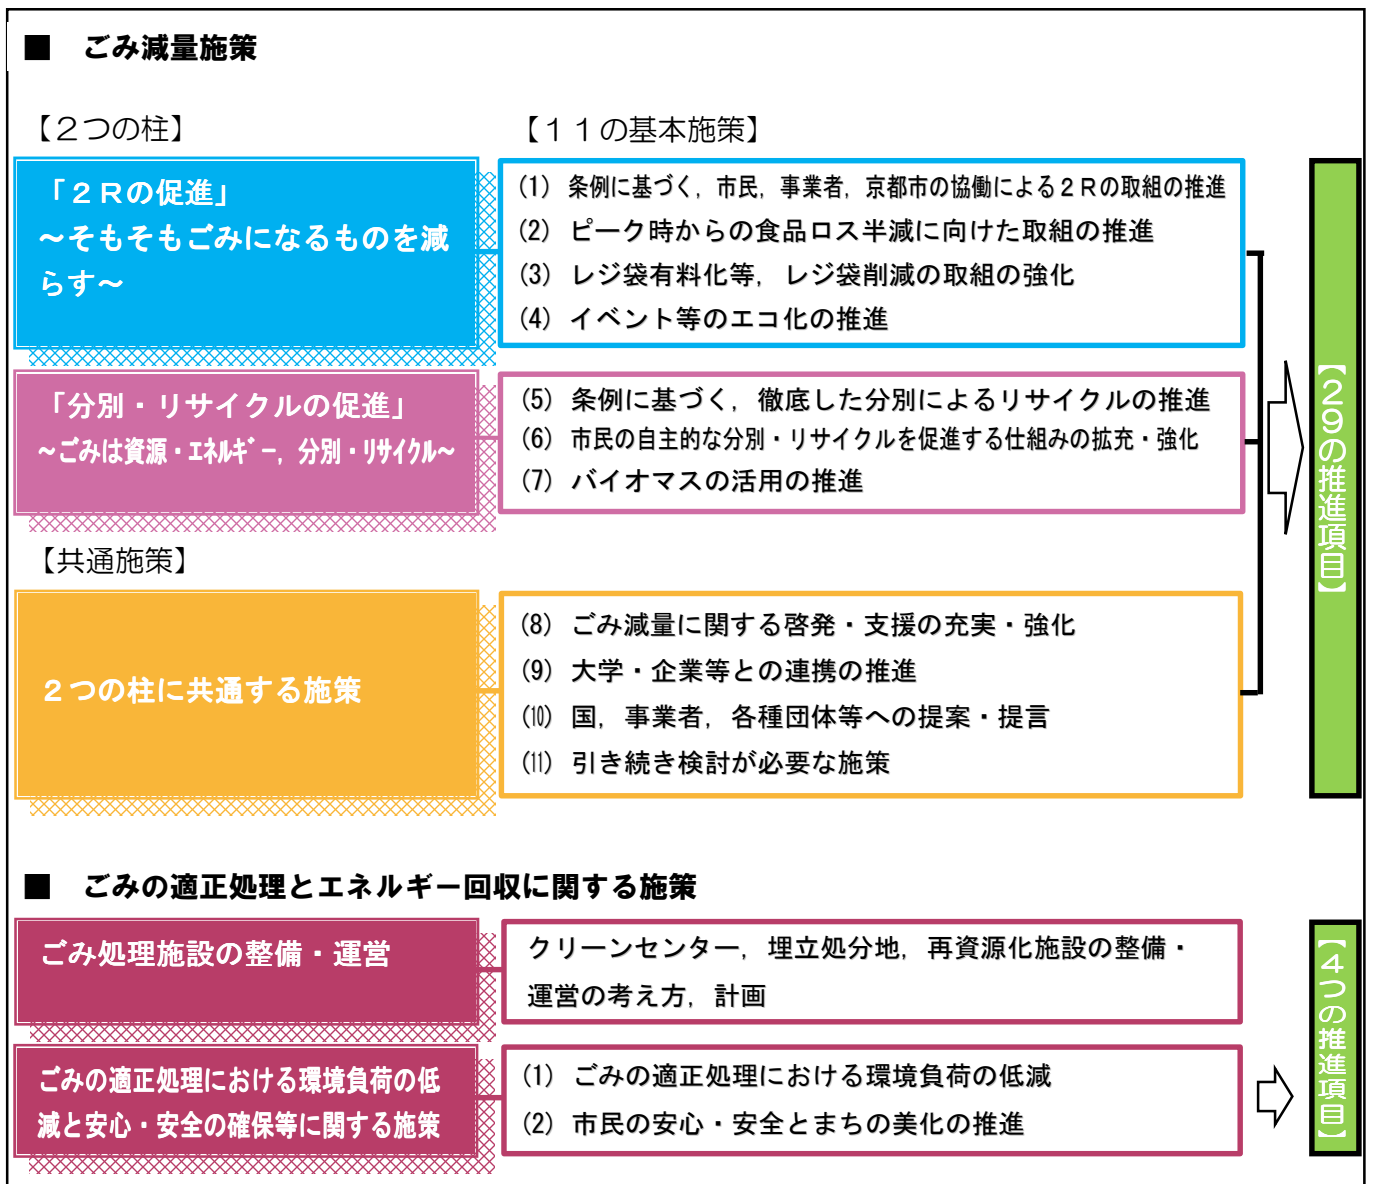 ■ ごみ減量施策
【２つの柱】
【１１の基本施策】
「２Ｒの促進」
～そもそもごみになるものを減
らす～
(1) 条例に基づく，市民，事業者，京都市の協働による２Ｒの取組の推進
(2) ピーク時からの食品ロス半減に向けた取組の推進
(3) レジ袋有料化等，レジ袋削減の取組の強化
(4) イベント等のエコ化の推進
「分別・リサイクルの促進」
～ごみは資源・ｴﾈﾙｷﾞｰ，分別・ﾘｻｲｸﾙ～
(5) 条例に基づく，徹底した分別によるリサイクルの推進
(6) 市民の自主的な分別・リサイクルを促進する仕組みの拡充・強化
(7) バイオマスの活用の推進
【共通施策】
２つの柱に共通する施策
(8) ごみ減量に関する啓発・支援の充実・強化
(9) 大学・企業等との連携の推進
(10) 国，事業者，各種団体等への提案・提言
(11) 引き続き検討が必要な施策
【２９の推進項目】
■ ごみの適正処理とエネルギー回収に関する施策
ごみ処理施設の整備・運営
クリーンセンター，埋立処分地，再資源化施設の整備・
運営の考え方，計画
ごみの適正処理における環境負荷の低
減と安心・安全の確保等に関する施策
(1) ごみの適正処理における環境負荷の低減
(2) 市民の安心・安全とまちの美化の推進
【４つの推進項目】